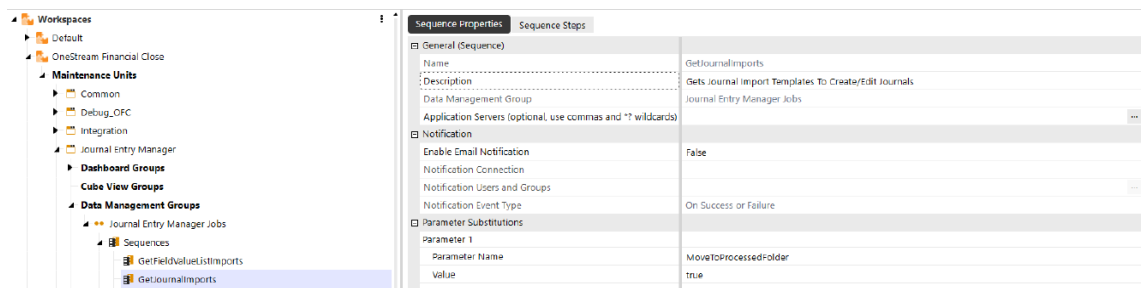 Workspaces
Default
OneStream Financial Close
Maintenance Units
Common
Debug_OFC
Integration
Journal Entry Manager
Dashboard Groups
Cube View Groups
Data Management Groups
Journal Entry Manager Jobs
Sequences
GetFieldValueListImports
GetJournalImports
Sequence Properties Sequence Steps
General (Sequence)
Name GetJournalImports
Description Gets Journal Import Templates To Create/Edit Journals
Data Management Group Journal Entry Manager Jobs
Application Servers (optional, use commas and *? wildcards) ...
Notification
Enable Email Notification False
Notification Connection
Notification Users and Groups ...
Notification Event Type On Success or Failure
Parameter Substitutions
Parameter 1
Parameter Name MoveToProcessedFolder
Value true